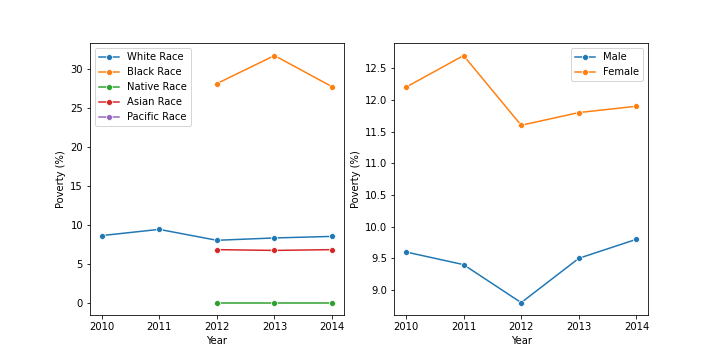 White Race
Black Race
Native Race
Asian Race
Pacific Race
Poverty (%)
30
25
20
15
10
5
0
2010 2011 2012 2013 2014
Year
Male
Female
Poverty (%)
12.5
12.0
11.5
11.0
10.5
10.0
9.5
9.0
2010 2011 2012 2013 2014
Year